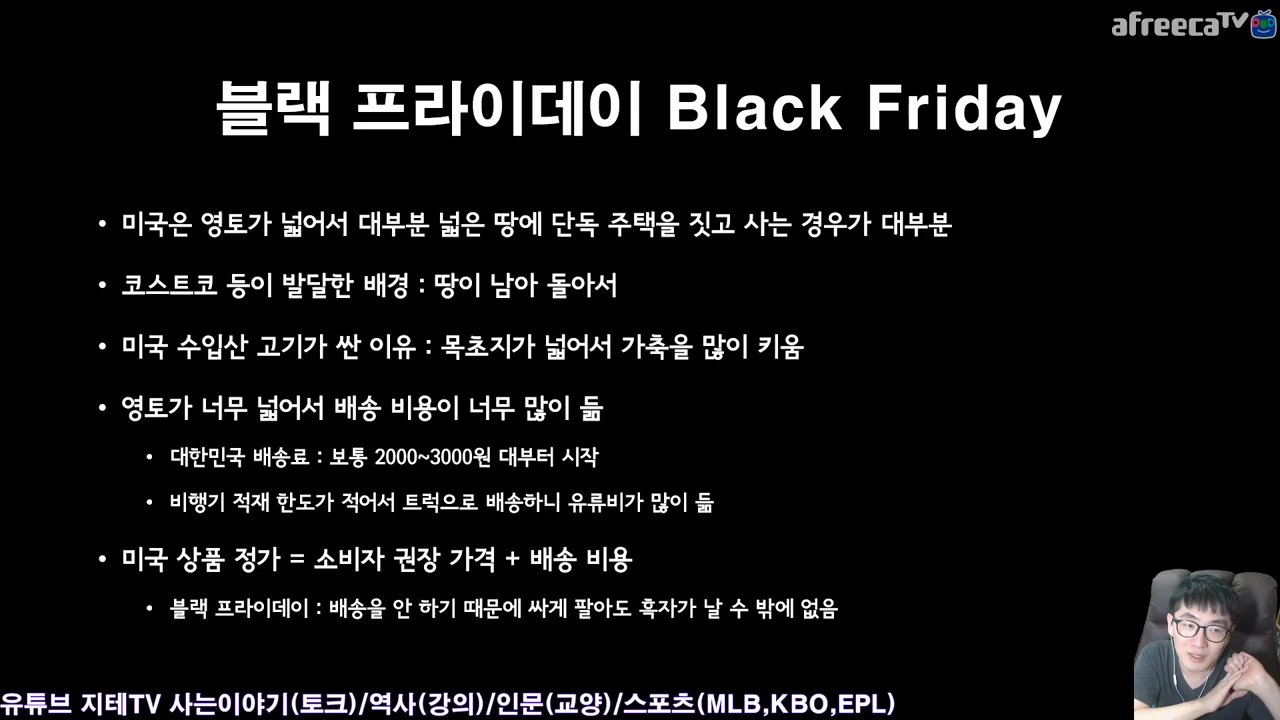 afreecaTV
블랙 프라이데이 Black Friday
• 미국은 영토가 넓어서 대부분 넓은 땅에 단독 주택을 짓고 사는 경우가 대부분
• 코스트코 등이 발달한 배경 : 땅이 남아 돌아서
• 미국 수입산 고기가 싼 이유 : 목초지가 넓어서 가축을 많이 키움
• 영토가 너무 넓어서 배송 비용이 너무 많이 듦
• 대한민국 배송료 : 보통 2000~3000원 대부터 시작
• 비행기 적재 한도가 적어서 트럭으로 배송하니 유류비가 많이 듦
• 미국 상품 정가 = 소비자 권장 가격 + 배송 비용
• 블랙 프라이데이 : 배송을 안 하기 때문에 싸게 팔아도 흑자가 날 수 밖에 없음
유튜브 지테TV 사는이야기(토크)/역사(강의)/인문(교양)/스포츠(MLB,KBO,EPL)